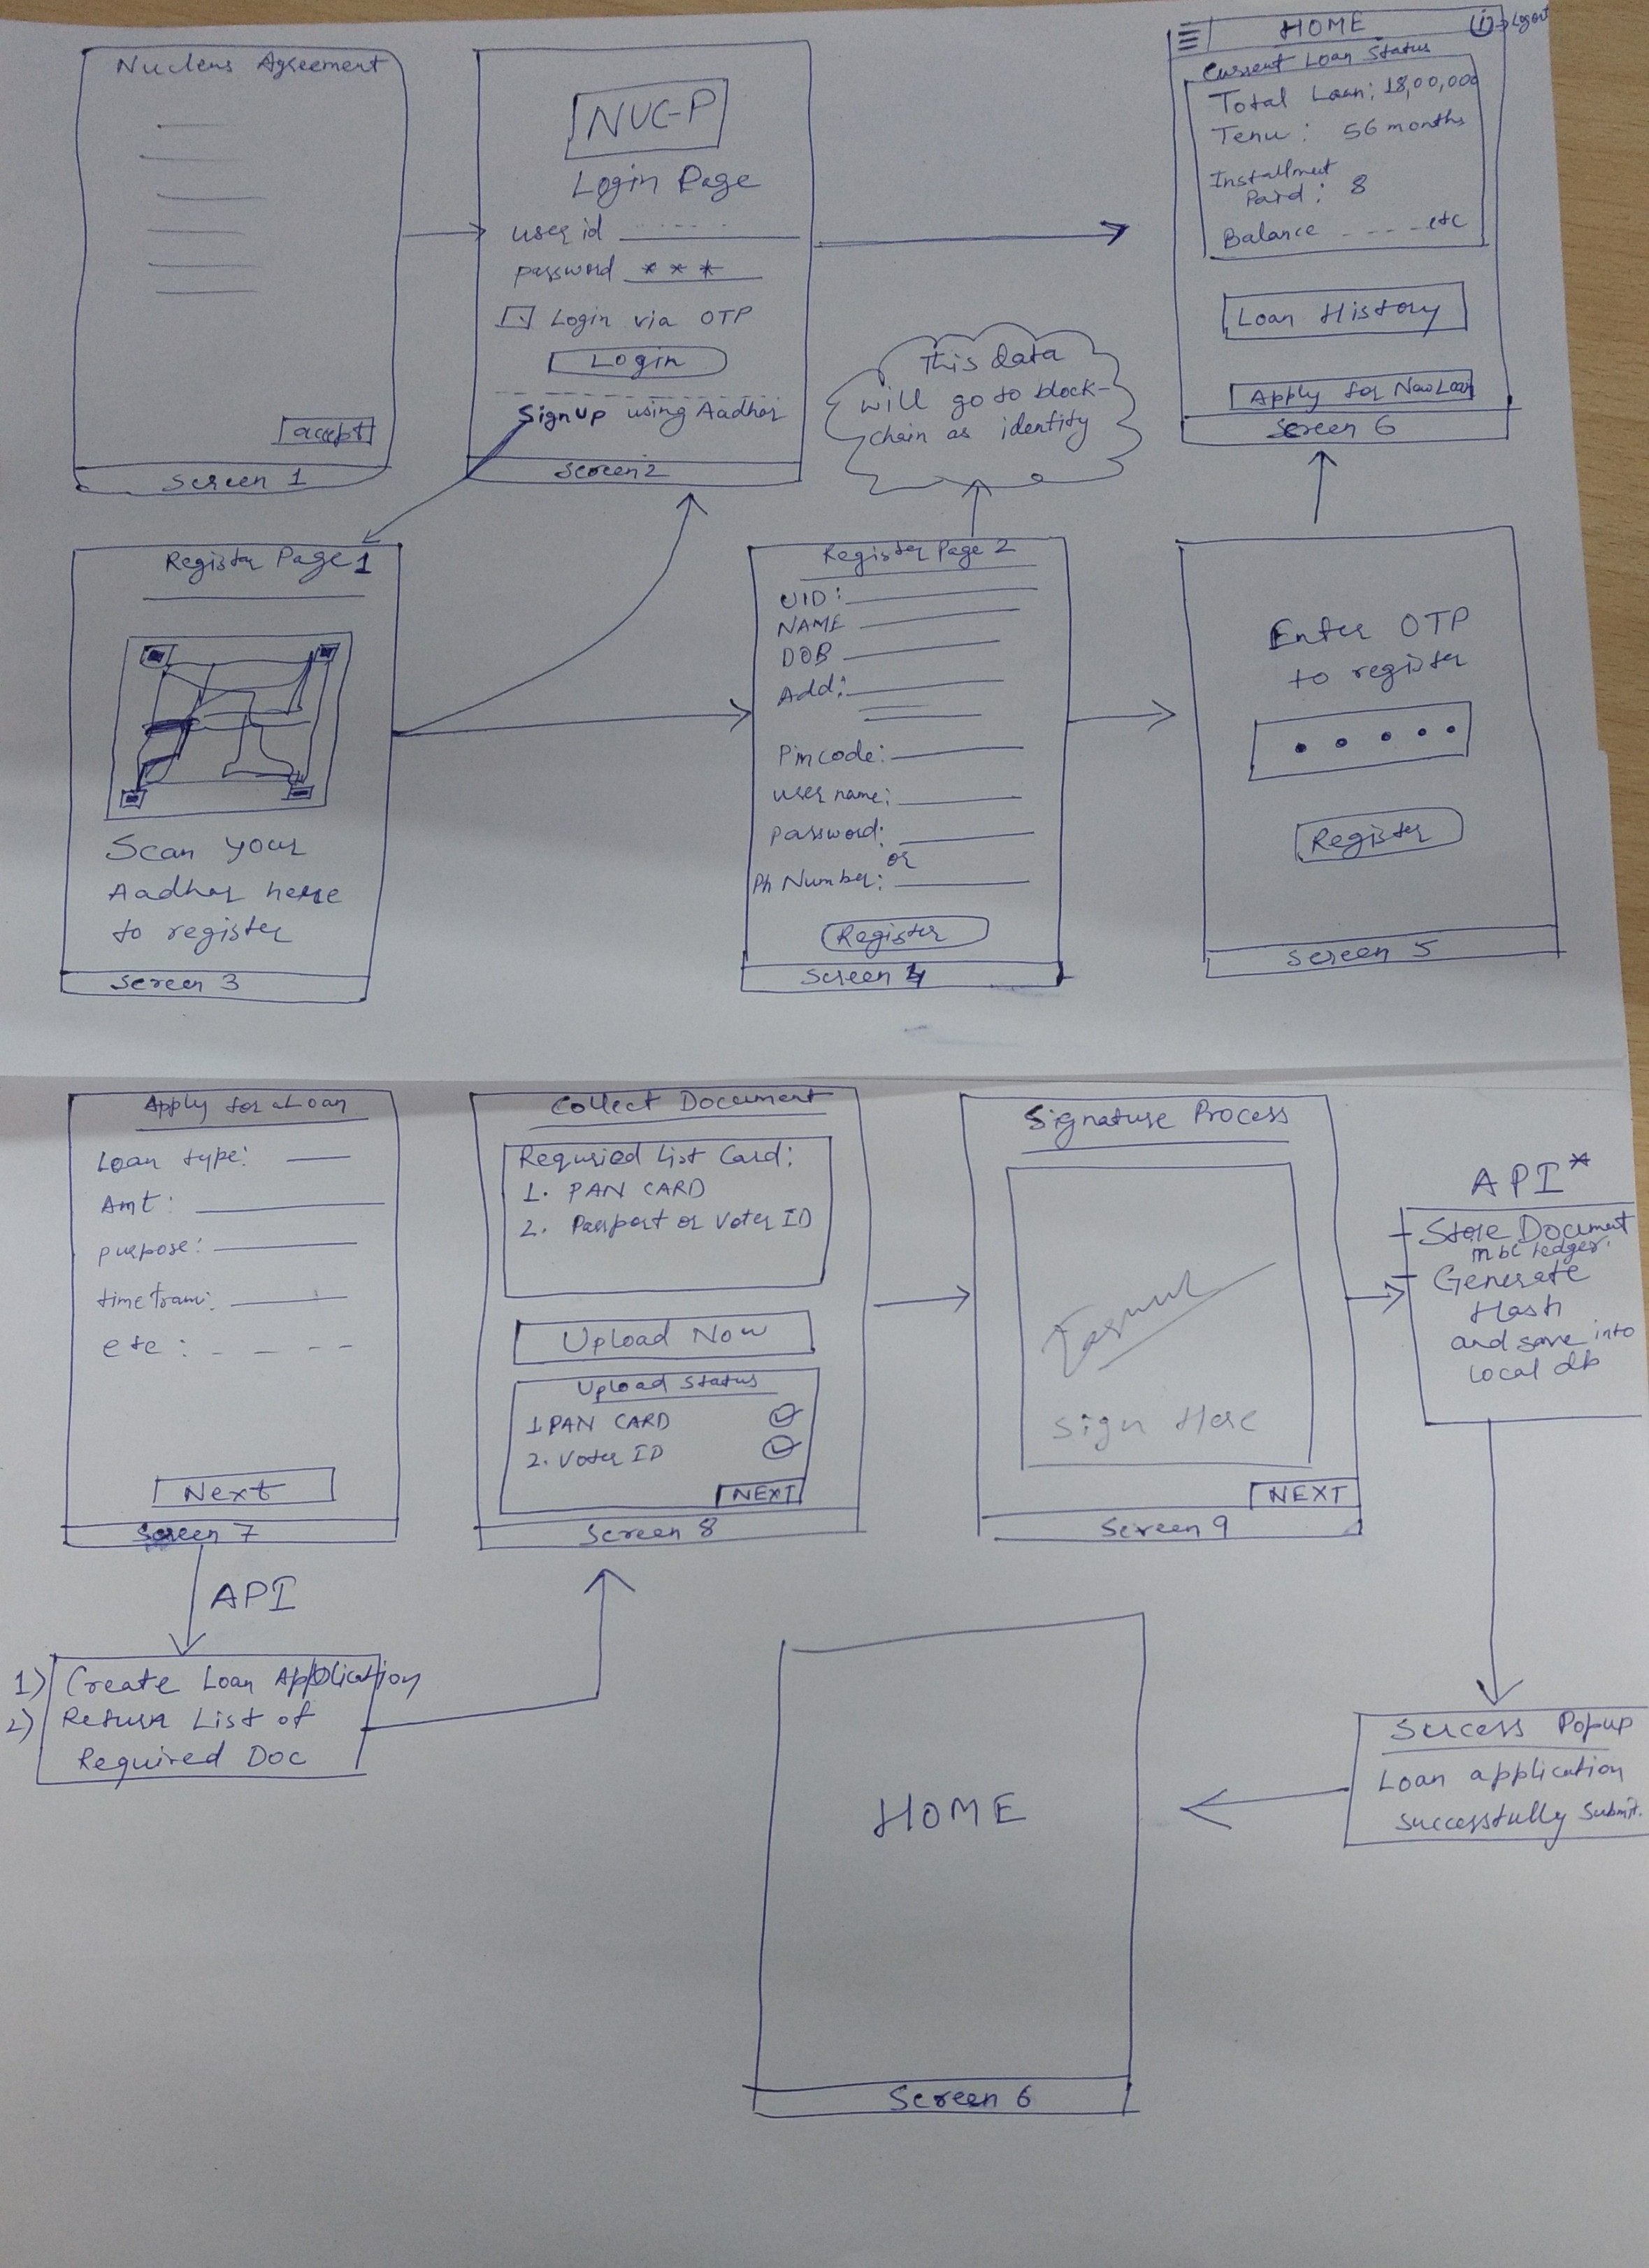 Nucleus Agreement
accept
Screen 1
NUC-P
Login Page
user id
password * * *
Login via OTP
Login
SignUp using Aadhar
Screen 2
HOME
Logout
Current Loan Status
Total Loan: 18,00,000
Tenu: 56 months
Installment
Paid: 8
Balance - - - - etc
Loan History
Apply for New Loan
Screen 6
This data
will go to block-
chain as identity
Register Page 1
Scan your
Aadhar here
to register
Screen 3
Register Page 2
UID:
NAME
DOB
Add:
Pincode:
user name:
password:
or
Ph Number:
Register
Screen 4
Enter OTP
to register
Register
Screen 5
Apply for a Loan
Loan type:
Amt:
purpose:
time fram:
etc: - - - -
Next
Screen 7
API
1) Create Loan Application
2) Return List of
Required Doc
Collect Document
Requried List Card:
1. PAN CARD
2. Passport or Voter ID
Upload Now
Upload Status
1. PAN CARD
2. Voter ID
NEXT
Screen 8
Signature Process
Sign Here
NEXT
Screen 9
API*
Store Document
in bc ledger.
Generate
Hash
and save into
local db
Sucess Popup
Loan application
successfully submit.
HOME
Screen 6